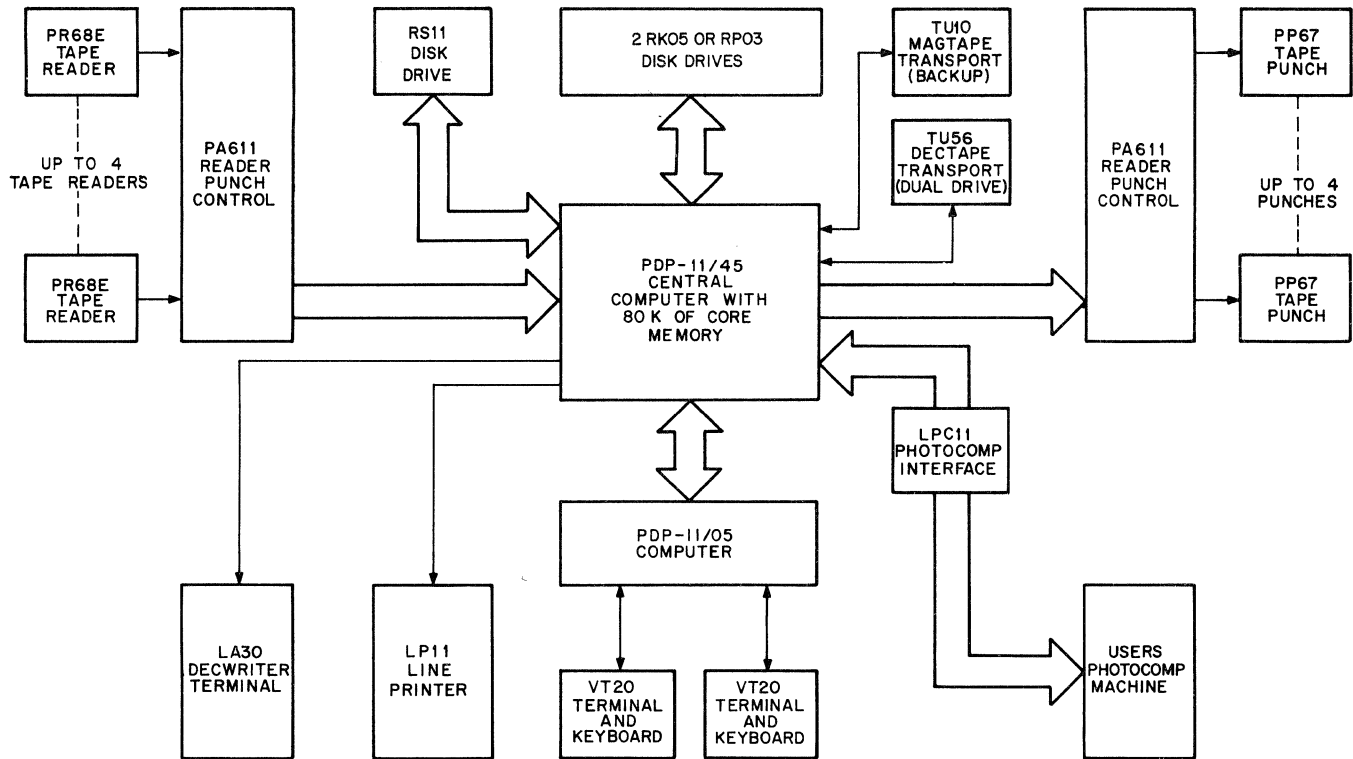 PR68E
TAPE
READER
UP TO 4
TAPE READERS
PR68E
TAPE
READER
PA611
READER
PUNCH
CONTROL
RS11
DISK
DRIVE
2 RK05 OR RP03
DISK DRIVES
TU10
MAGTAPE
TRANSPORT
(BACKUP)
TU56
DECTAPE
TRANSPORT
(DUAL DRIVE)
PA611
READER
PUNCH
CONTROL
PP67
TAPE
PUNCH
UP TO 4
PUNCHES
PP67
TAPE
PUNCH
PDP-11/45
CENTRAL
COMPUTER WITH
80 K OF CORE
MEMORY
LPC11
PHOTOCOMP
INTERFACE
PDP-11/05
COMPUTER
LA30
DECWRITER
TERMINAL
LP11
LINE
PRINTER
VT20
TERMINAL
AND
KEYBOARD
VT20
TERMINAL
AND
KEYBOARD
USERS
PHOTOCOMP
MACHINE